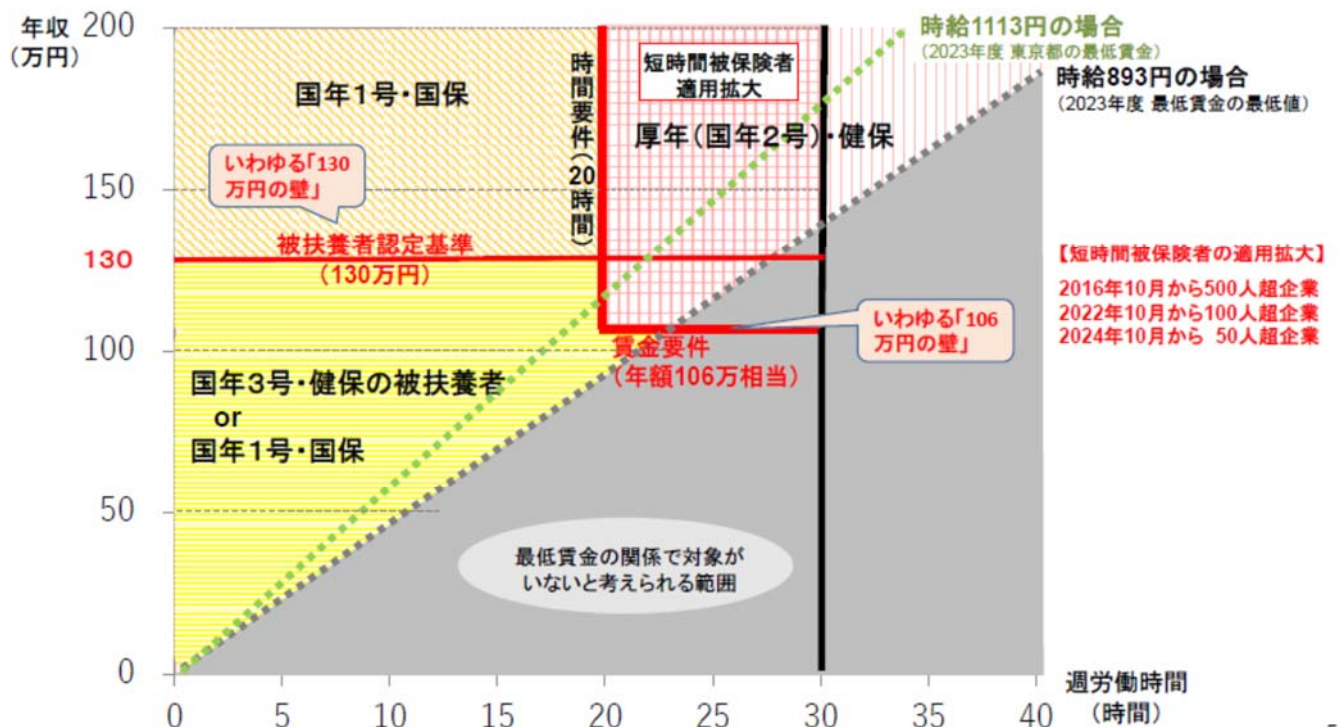 年収
(万円)
200
150
130
100
50
0
国年1号・国保
いわゆる「130
万円の壁」
被扶養者認定基準
(130万円)
時間要件(20時間)
短時間被保険者
適用拡大
厚年(国年2号)・健保
時給1113円の場合
(2023年度 東京都の最低賃金)
時給893円の場合
(2023年度 最低賃金の最低値)
【短時間被保険者の適用拡大】
2016年10月から500人超企業
2022年10月から100人超企業
2024年10月から 50人超企業
いわゆる「106
万円の壁」
賃金要件
(年額106万相当)
国年3号・健保の被扶養者
or
国年1号・国保
最低賃金の関係で対象が
いないと考えられる範囲
0 5 10 15 20 25 30 35 40
週労働時間
(時間)